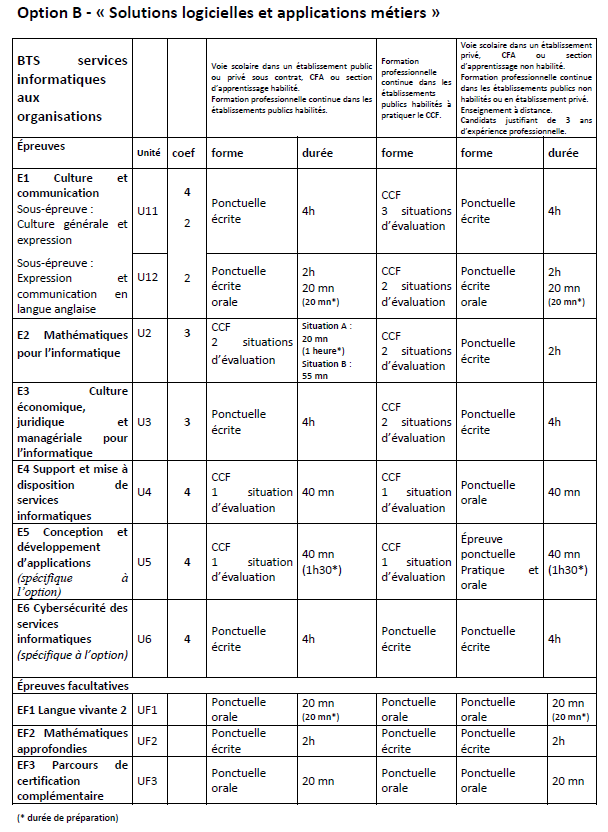 Option B - « Solutions logicielles et applications métiers »
BTS services
informatiques
aux
organisations
Voie scolaire dans un établissement public
ou privé sous contrat, CFA ou section
d’apprentissage habilité.
Formation professionnelle continue dans les
établissements publics habilités.
Formation
professionnelle
continue dans les
établissements
publics habilités à
pratiquer le CCF.
Voie scolaire dans un établissement
privé, CFA ou section
d’apprentissage non habilité.
Formation professionnelle continue
dans les établissements publics non
habilités ou en établissement privé.
Enseignement à distance.
Candidats justifiant de 3 ans
d’expérience professionnelle.
Épreuves
Unité
coef
forme
durée
forme
forme
durée
E1 Culture et
communication
Sous-épreuve :
Culture générale et
expression
U11
4
2
Ponctuelle
écrite
4h
CCF
3 situations
d’évaluation
Ponctuelle
écrite
4h
Sous-épreuve :
Expression et
communication en
langue anglaise
U12
2
Ponctuelle
écrite
orale
2h
20 mn
(20 mn*)
CCF
2 situations
d’évaluation
Ponctuelle
écrite
orale
2h
20 mn
(20 mn*)
E2 Mathématiques
pour l’informatique
U2
3
CCF
2 situations
d’évaluation
Situation A :
20 mn
(1 heure*)
Situation B :
55 mn
CCF
2 situations
d’évaluation
Ponctuelle
écrite
2h
E3 Culture
économique,
juridique et
managériale pour
l’informatique
U3
3
Ponctuelle
écrite
4h
CCF
2 situations
d’évaluation
Ponctuelle
écrite
4h
E4 Support et mise à
disposition de
services
informatiques
U4
4
CCF
1 situation
d’évaluation
40 mn
CCF
1 situation
d’évaluation
Ponctuelle
orale
40 mn
E5 Conception et
développement
d’applications
(spécifique à
l’option)
U5
4
CCF
1 situation
d’évaluation
40 mn
(1h30*)
CCF
1 situation
d’évaluation
Épreuve
ponctuelle
Pratique et
orale
40 mn
(1h30*)
E6 Cybersécurité des
services
informatiques
(spécifique à l’option)
U6
4
Ponctuelle
écrite
4h
Ponctuelle
écrite
Ponctuelle
écrite
4h
Épreuves facultatives
EF1 Langue vivante 2
UF1
Ponctuelle
orale
20 mn
(20 mn*)
Ponctuelle
orale
Ponctuelle
orale
20 mn
(20 mn*)
EF2 Mathématiques
approfondies
UF2
Ponctuelle
écrite
2h
Ponctuelle
écrite
Ponctuelle
écrite
2h
EF3 Parcours de
certification
complémentaire
UF3
Ponctuelle
orale
20 mn
Ponctuelle
orale
Ponctuelle
orale
20 mn
(* durée de préparation)